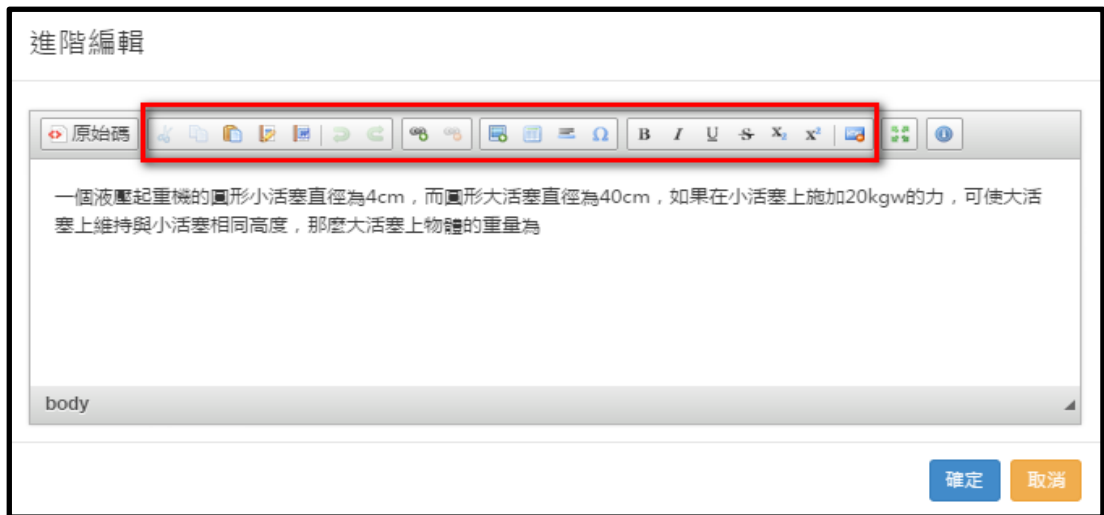 進階編輯
原始碼 Ω B I U S X₂ X²
一個液壓起重機的圓形小活塞直徑為4cm，而圓形大活塞直徑為40cm，如果在小活塞上施加20kgw的力，可使大活
塞上維持與小活塞相同高度，那麼大活塞上物體的重量為
body
確定 取消